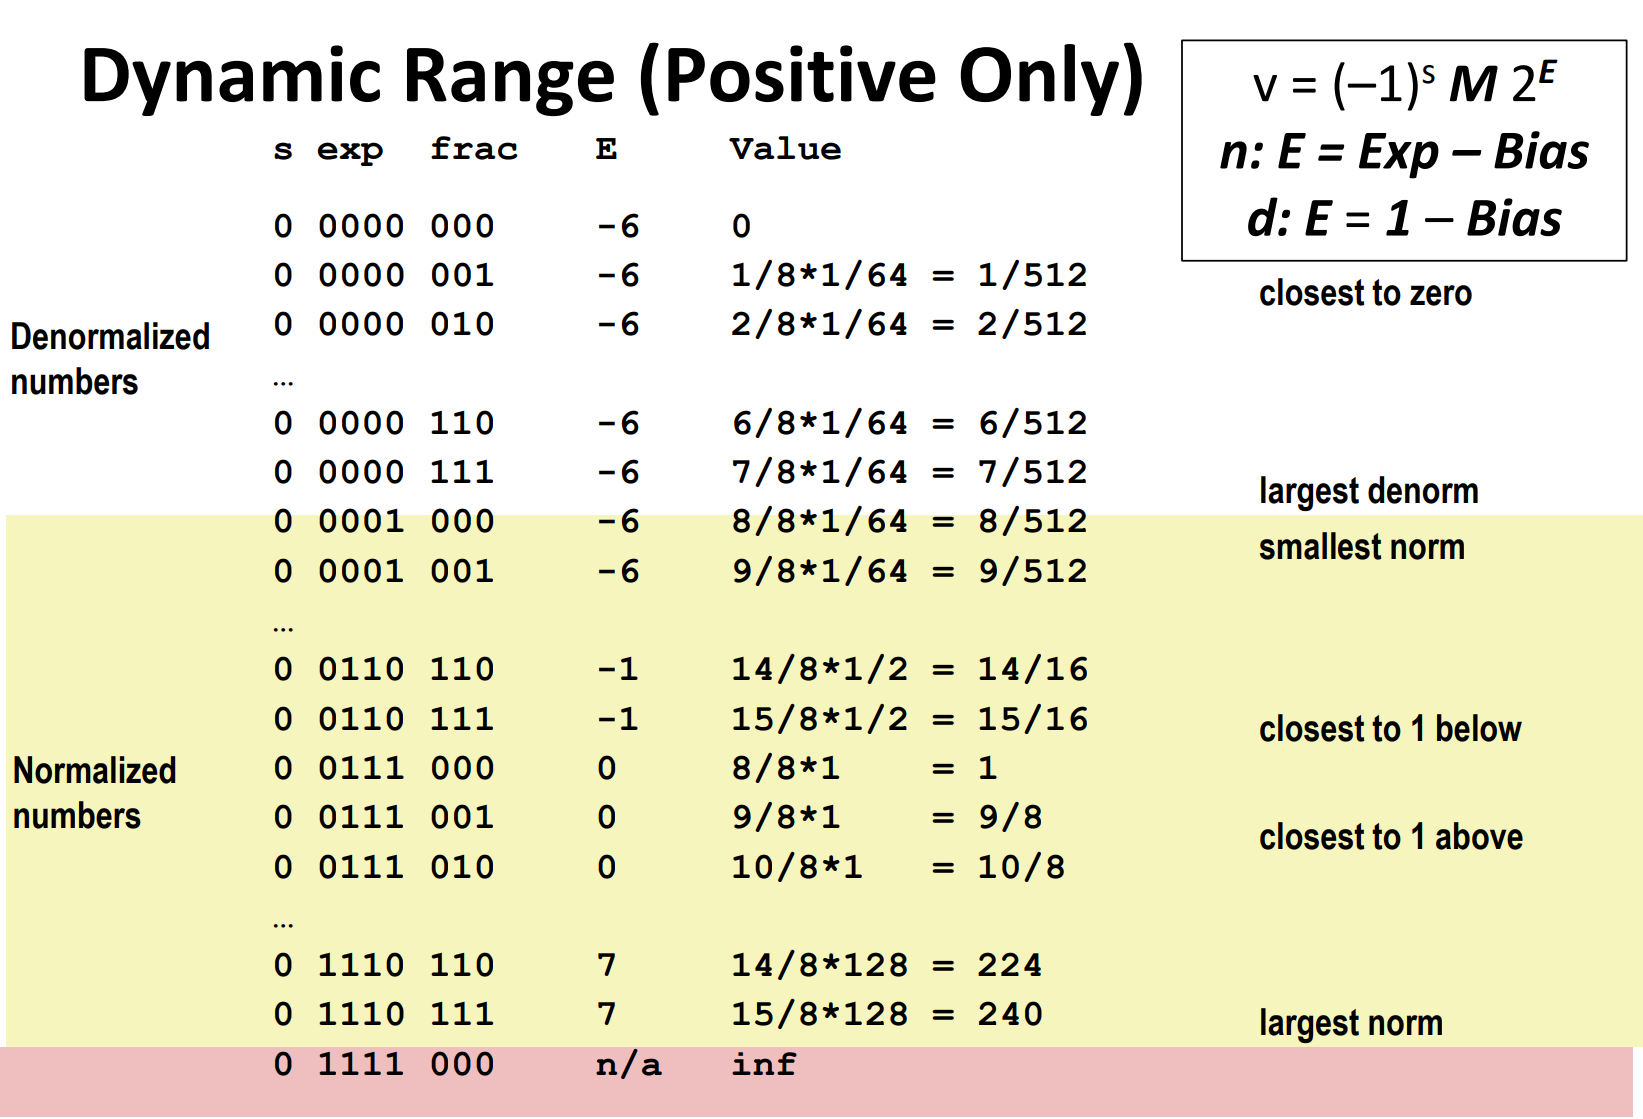 Dynamic Range (Positive Only)
v = (–1)ˢ M 2ᴱ
n: E = Exp – Bias
d: E = 1 – Bias
s exp frac E Value
0 0000 000 -6 0
0 0000 001 -6 1/8*1/64 = 1/512 closest to zero
0 0000 010 -6 2/8*1/64 = 2/512
Denormalized
numbers
…
0 0000 110 -6 6/8*1/64 = 6/512
0 0000 111 -6 7/8*1/64 = 7/512 largest denorm
0 0001 000 -6 8/8*1/64 = 8/512 smallest norm
0 0001 001 -6 9/8*1/64 = 9/512
…
0 0110 110 -1 14/8*1/2 = 14/16
0 0110 111 -1 15/8*1/2 = 15/16 closest to 1 below
Normalized
numbers
0 0111 000 0 8/8*1 = 1
0 0111 001 0 9/8*1 = 9/8 closest to 1 above
0 0111 010 0 10/8*1 = 10/8
…
0 1110 110 7 14/8*128 = 224
0 1110 111 7 15/8*128 = 240 largest norm
0 1111 000 n/a inf